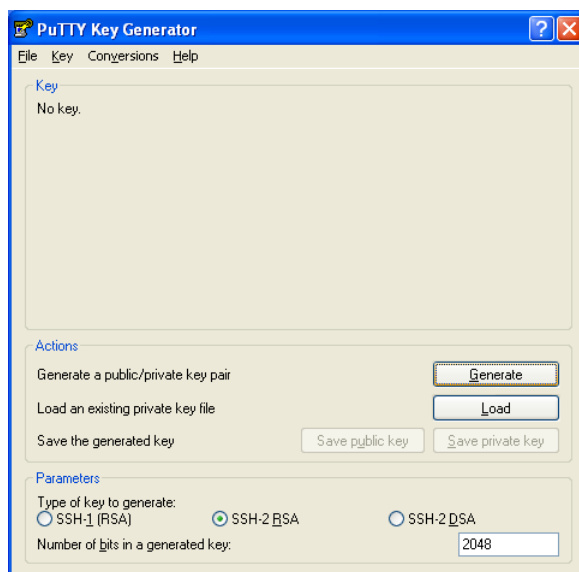 PuTTY Key Generator
File Key Conversions Help
Key
No key.
Actions
Generate a public/private key pair Generate
Load an existing private key file Load
Save the generated key Save public key Save private key
Parameters
Type of key to generate:
SSH-1 (RSA) SSH-2 RSA SSH-2 DSA
Number of bits in a generated key: 2048